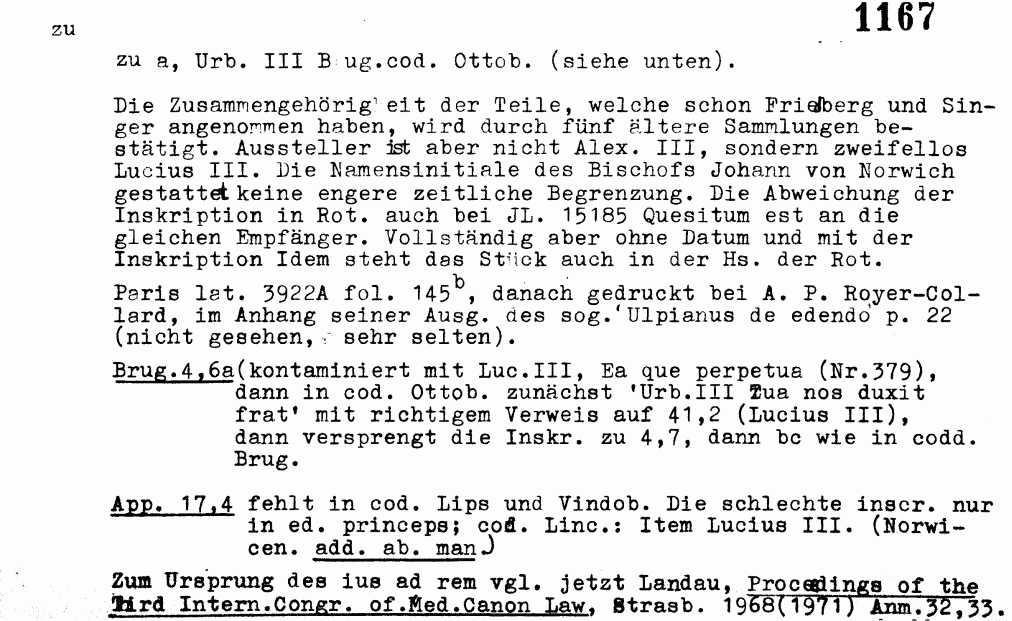 1167
zu
zu a, Urb. III Brug.cod. Ottob. (siehe unten).
Die Zusammengehörigkeit der Teile, welche schon Friedberg und Sin-
ger angenommen haben, wird durch fünf ältere Sammlungen be-
stätigt. Aussteller ist aber nicht Alex. III, sondern zweifellos
Lucius III. Die Namensinitiale des Bischofs Johann von Norwich
gestattet keine engere zeitliche Begrenzung. Die Abweichung der
Inskription in Rot. auch bei JL. 15185 Quesitum est an die
gleichen Empfänger. Vollständig aber ohne Datum und mit der
Inskription Idem steht das Stück auch in der Hs. der Rot.
Paris lat. 3922A fol. 145b, danach gedruckt bei A. P. Royer-Col-
lard, im Anhang seiner Ausg. des sog.'Ulpianus de edendo' p. 22
(nicht gesehen, sehr selten).
Brug.4,6a(kontaminiert mit Luc.III, Ea que perpetua (Nr.379),
dann in cod. Ottob. zunächst 'Urb.III Tua nos duxit
frat' mit richtigem Verweis auf 41,2 (Lucius III),
dann versprengt die Inskr. zu 4,7, dann bc wie in codd.
Brug.
App. 17,4 fehlt in cod. Lips und Vindob. Die schlechte inscr. nur
in ed. princeps; cod. Linc.: Item Lucius III. (Norwi-
cen. add. ab. man)
Zum Ursprung des ius ad rem vgl. jetzt Landau, Procedings of the
Third Intern.Congr. of.Med.Canon Law, Strasb. 1968(1971) Anm.32,33.